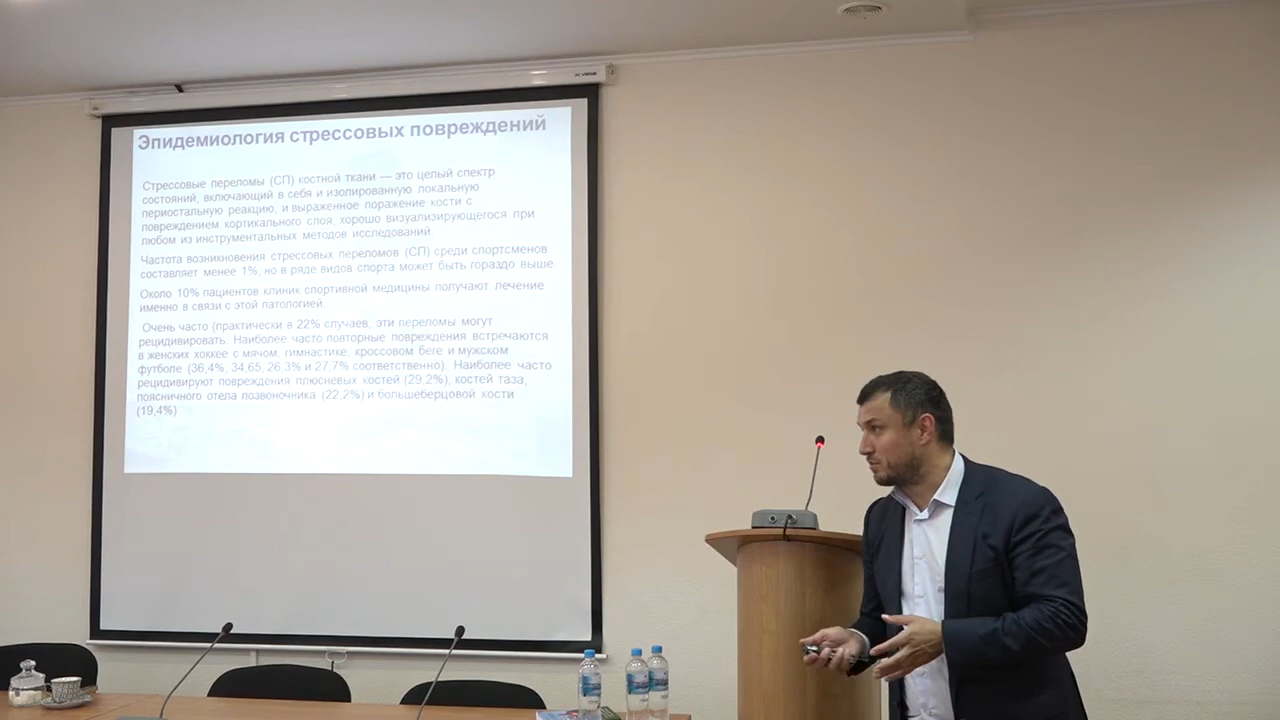 Эпидемиология стрессовых повреждений
Стрессовые переломы (СП) костной ткани — это целый спектр
состояний, включающий в себя и изолированную локальную
периостальную реакцию, и выраженное поражение кости с
повреждением кортикального слоя, хорошо визуализирующегося при
любом из инструментальных методов исследований.
Частота возникновения стрессовых переломов (СП) среди спортсменов
составляет менее 1%, но в ряде видов спорта может быть гораздо выше.
Около 10% пациентов клиник спортивной медицины получают лечение
именно в связи с этой патологией.
Очень часто (практически в 22% случаев, эти переломы могут
рецидивировать. Наиболее часто повторные повреждения встречаются
в женских хоккее с мячом, гимнастике, кроссовом беге и мужском
футболе (36,4%, 34,65, 26,3% и 27,7% соответственно). Наиболее часто
рецидивируют повреждения плюсневых костей (29,2%), костей таза,
поясничного отела позвоночника (22,2%) и большеберцовой кости
(19,4%)